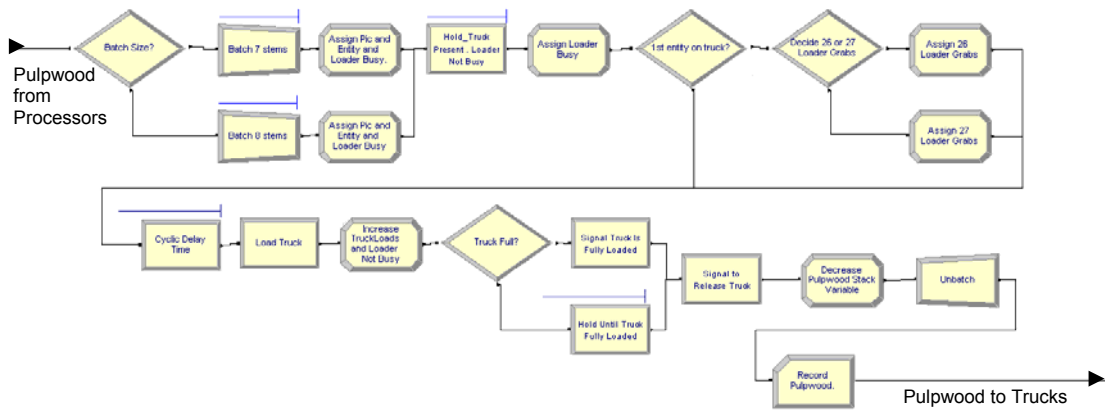 Batch Size?
Batch 7 stems
Assign Pic and
Entity and
Loader Busy.
Hold_Truck
Present . Loader
Not Busy
Assign Loader
Busy
1st entity on truck?
Decide 26 or 27
Loader Grabs
Assign 26
Loader Grabs
Pulpwood
from
Processors
Batch 8 stems
Assign Pic and
Entity and
Loader Busy
Assign 27
Loader Grabs
Cyclic Delay
Time
Load Truck
Increase
TruckLoads
and Loader
Not Busy
Truck Full?
Signal Truck Is
Fully Loaded
Hold Until Truck
Fully Loaded
Signal to
Release Truck
Decrease
Pulpwood Stack
Variable
Unbatch
Record
Pulpwood.
Pulpwood to Trucks